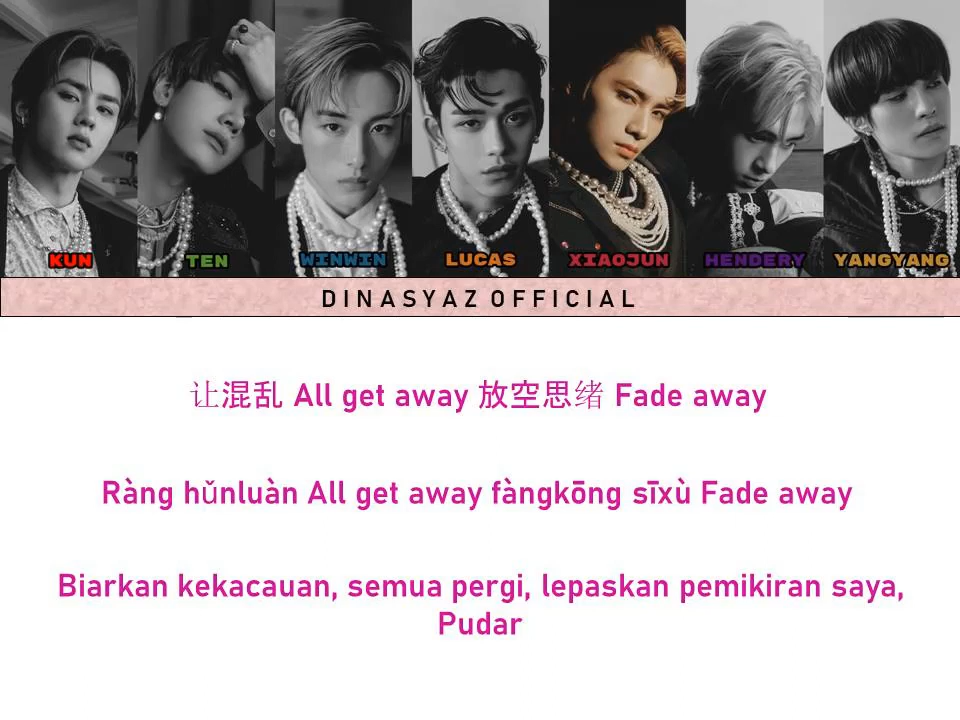 KUN TEN WINWIN LUCAS XIAOJUN HENDERY YANGYANG
DINASYAZ OFFICIAL
让混乱 All get away 放空思绪 Fade away
Ràng hǔnluàn All get away fàngkōng sīxù Fade away
Biarkan kekacauan, semua pergi, lepaskan pemikiran saya,
Pudar